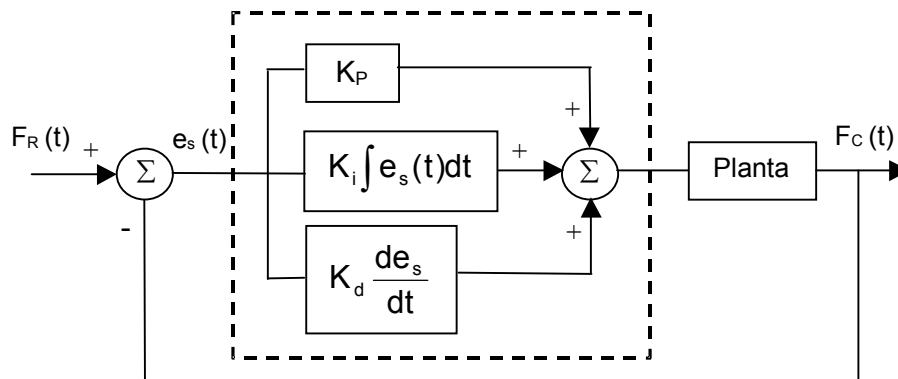 K_P
F_R (t)
+
e_s (t)
+
F_C (t)
Σ
K_i ∫ e_s (t)dt
+
Σ
Planta
-
+
K_d de_s/dt